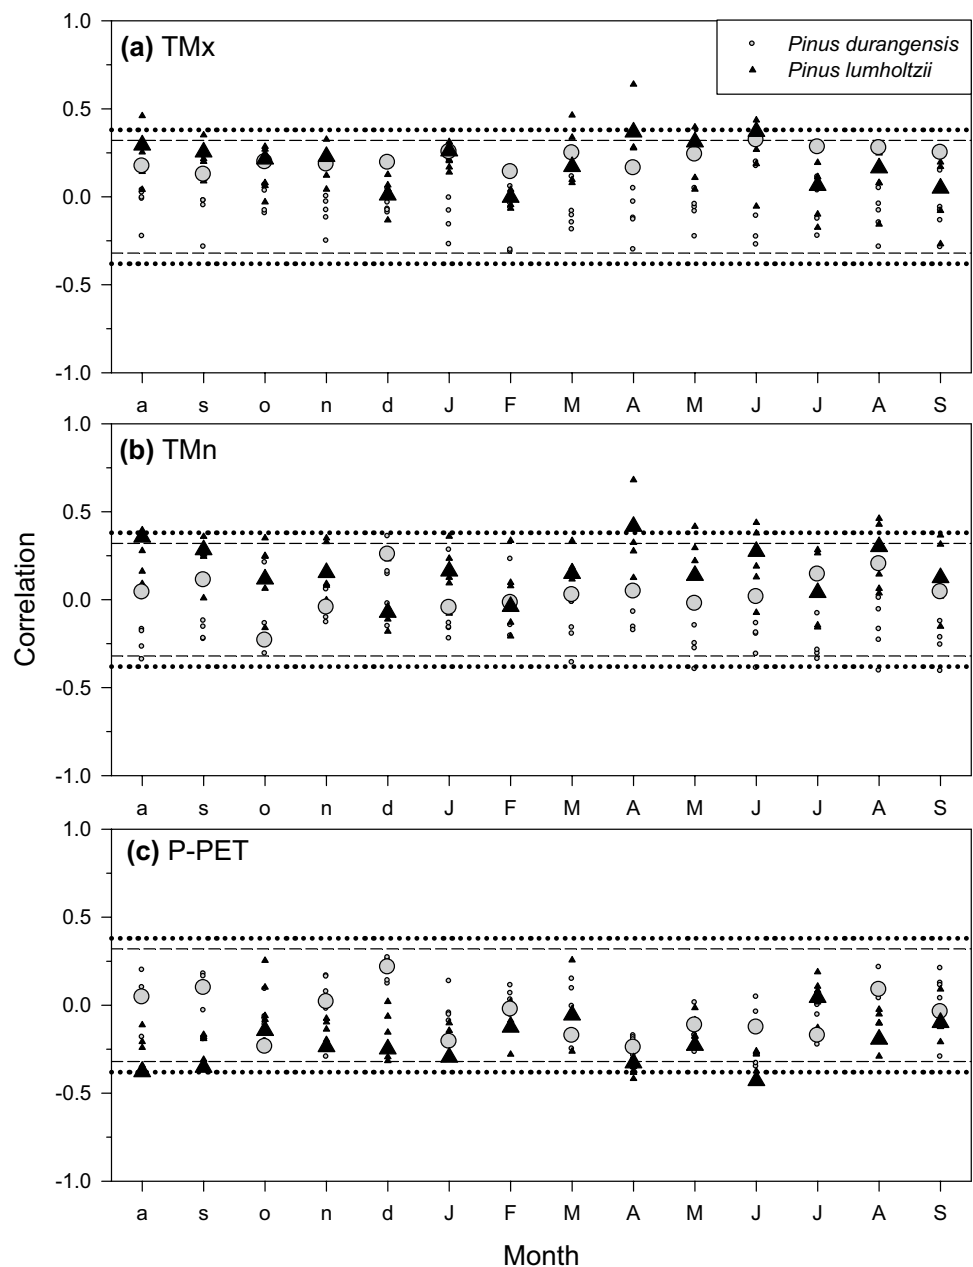 (a) TMx
Pinus durangensis
Pinus lumholtzii
1.0
0.5
0.0
-0.5
-1.0
a s o n d J F M A M J J A S
(b) TMn
1.0
0.5
0.0
-0.5
-1.0
a s o n d J F M A M J J A S
Correlation
(c) P-PET
1.0
0.5
0.0
-0.5
-1.0
a s o n d J F M A M J J A S
Month